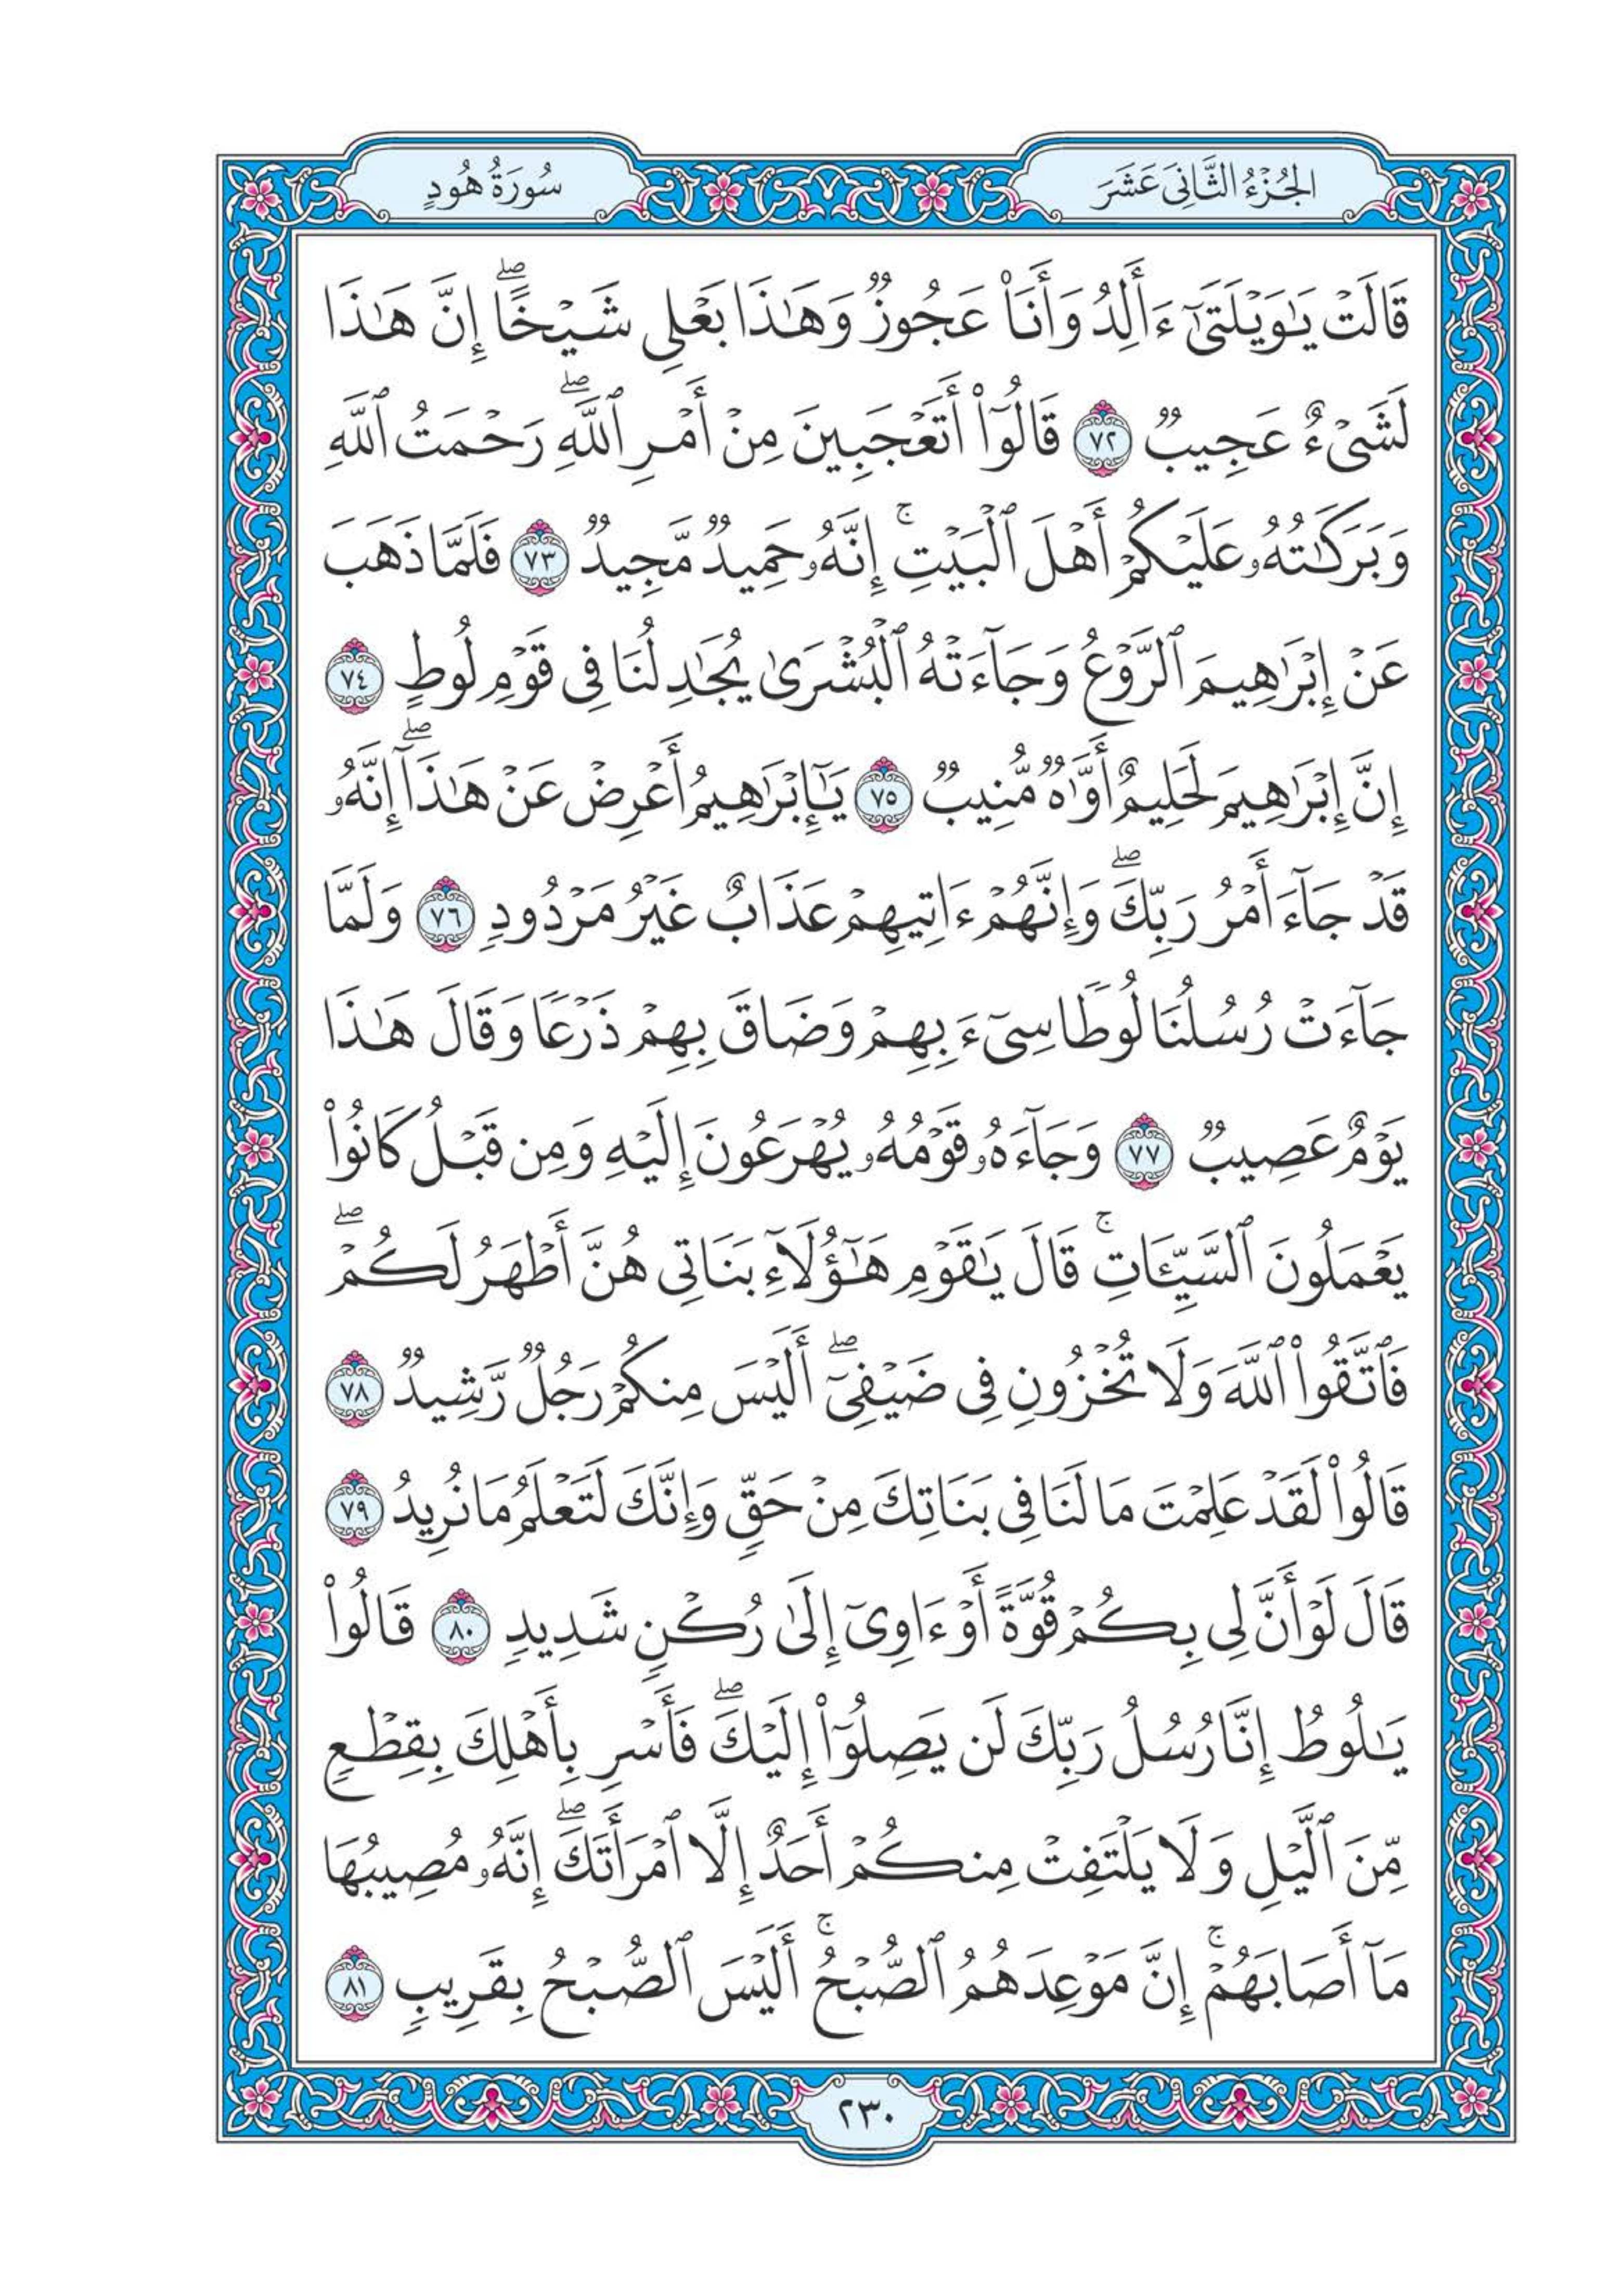 الجُزْءُ الثَّانِيَ عَشَرَ
سُورَةُ هُودٍ
قَالَتْ يَٰوَيْلَتَىٰٓ ءَأَلِدُ وَأَنَا۠ عَجُوزٞ وَهَٰذَا بَعْلِي شَيْخًاۖ إِنَّ هَٰذَا
لَشَيْءٌ عَجِيبٞ ٧٢ قَالُوٓاْ أَتَعْجَبِينَ مِنْ أَمْرِ ٱللَّهِۖ رَحْمَتُ ٱللَّهِ
وَبَرَكَٰتُهُۥ عَلَيْكُمْ أَهْلَ ٱلْبَيْتِۚ إِنَّهُۥ حَمِيدٞ مَّجِيدٞ ٧٣ فَلَمَّا ذَهَبَ
عَنْ إِبْرَٰهِيمَ ٱلرَّوْعُ وَجَآءَتْهُ ٱلْبُشْرَىٰ يُجَٰدِلُنَا فِي قَوْمِ لُوطٍ ٧٤
إِنَّ إِبْرَٰهِيمَ لَحَلِيمٌ أَوَّٰهٞ مُّنِيبٞ ٧٥ يَٰٓإِبْرَٰهِيمُ أَعْرِضْ عَنْ هَٰذَآۖ إِنَّهُۥ
قَدْ جَآءَ أَمْرُ رَبِّكَۖ وَإِنَّهُمْ ءَاتِيهِمْ عَذَابٌ غَيْرُ مَرْدُودٖ ٧٦ وَلَمَّا
جَآءَتْ رُسُلُنَا لُوطٗا سِيٓءَ بِهِمْ وَضَاقَ بِهِمْ ذَرْعٗا وَقَالَ هَٰذَا
يَوْمٌ عَصِيبٞ ٧٧ وَجَآءَهُۥ قَوْمُهُۥ يُهْرَعُونَ إِلَيْهِ وَمِن قَبْلُ كَانُواْ
يَعْمَلُونَ ٱلسَّيِّـَٔاتِۚ قَالَ يَٰقَوْمِ هَٰٓؤُلَآءِ بَنَاتِي هُنَّ أَطْهَرُ لَكُمْۖ
فَٱتَّقُواْ ٱللَّهَ وَلَا تُخْزُونِ فِي ضَيْفِيٓۖ أَلَيْسَ مِنكُمْ رَجُلٞ رَّشِيدٞ ٧٨
قَالُواْ لَقَدْ عَلِمْتَ مَا لَنَا فِي بَنَاتِكَ مِنْ حَقّٖ وَإِنَّكَ لَتَعْلَمُ مَا نُرِيدُ ٧٩
قَالَ لَوْ أَنَّ لِي بِكُمْ قُوَّةً أَوْ ءَاوِيٓ إِلَىٰ رُكْنٖ شَدِيدٖ ٨٠ قَالُواْ
يَٰلُوطُ إِنَّا رُسُلُ رَبِّكَ لَن يَصِلُوٓاْ إِلَيْكَۖ فَأَسْرِ بِأَهْلِكَ بِقِطْعٖ
مِّنَ ٱلَّيْلِ وَلَا يَلْتَفِتْ مِنكُمْ أَحَدٌ إِلَّا ٱمْرَأَتَكَۖ إِنَّهُۥ مُصِيبُهَا
مَآ أَصَابَهُمْۚ إِنَّ مَوْعِدَهُمُ ٱلصُّبْحُۚ أَلَيْسَ ٱلصُّبْحُ بِقَرِيبٖ ٨١
٢٣٠